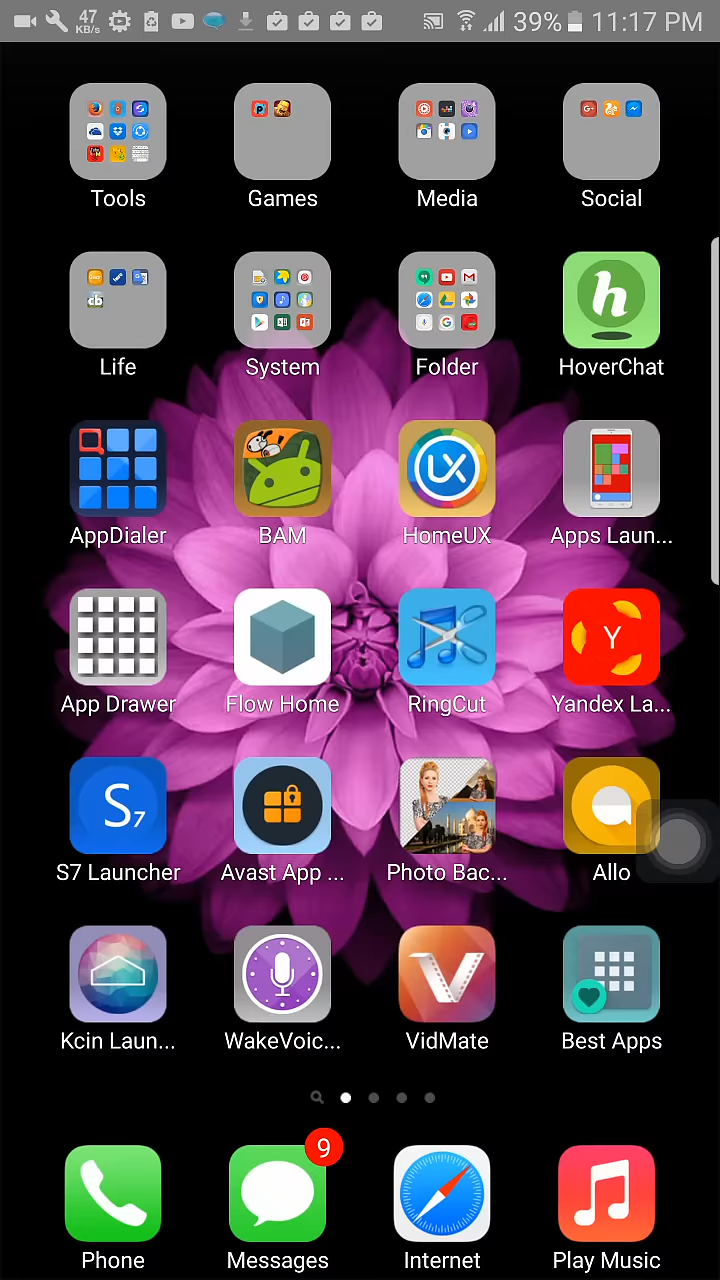 47 KB/s 39% 11:17 PM
Tools Games Media Social
Life System Folder HoverChat
AppDialer BAM HomeUX Apps Laun...
App Drawer Flow Home RingCut Yandex La...
S7 Launcher Avast App ... Photo Bac... Allo
Kcin Laun... WakeVoic... VidMate Best Apps
9
Phone Messages Internet Play Music